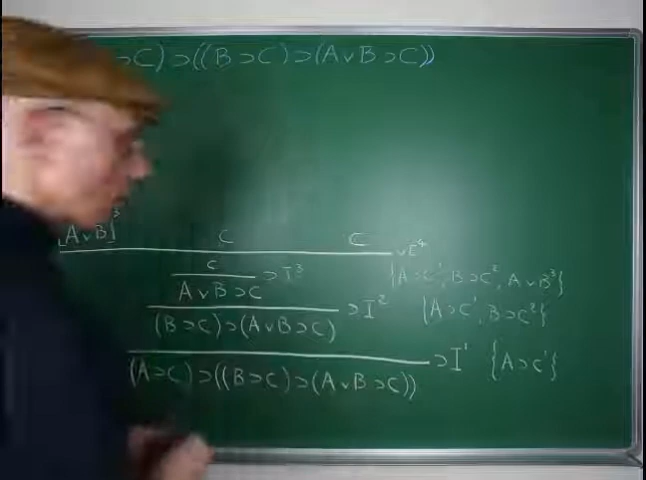 ⊃C)⊃((B⊃C)⊃(A∨B⊃C))
[A∨B]³ C C ∨E⁴
C ⊃I³ {A⊃C¹, B⊃C², A∨B³}
A∨B⊃C
(B⊃C)⊃(A∨B⊃C) ⊃I² {A⊃C¹, B⊃C²}
(A⊃C)⊃((B⊃C)⊃(A∨B⊃C)) ⊃I¹ {A⊃C¹}